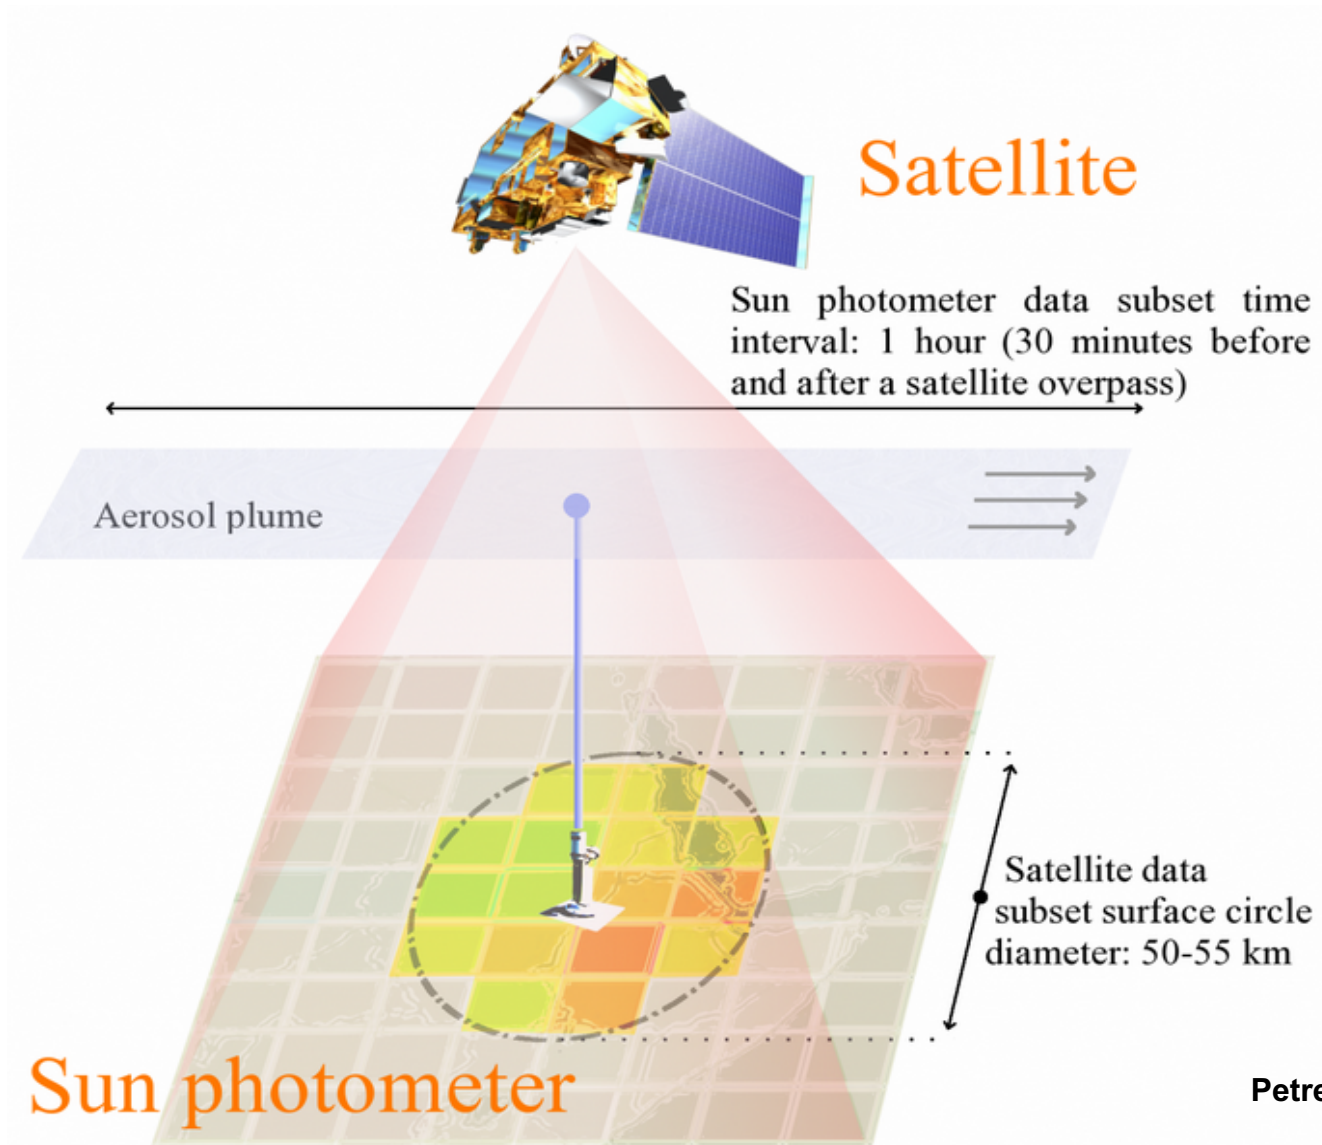 Satellite
Sun photometer data subset time
interval: 1 hour (30 minutes before
and after a satellite overpass)
Aerosol plume
Satellite data
subset surface circle
diameter: 50-55 km
Sun photometer
Petre